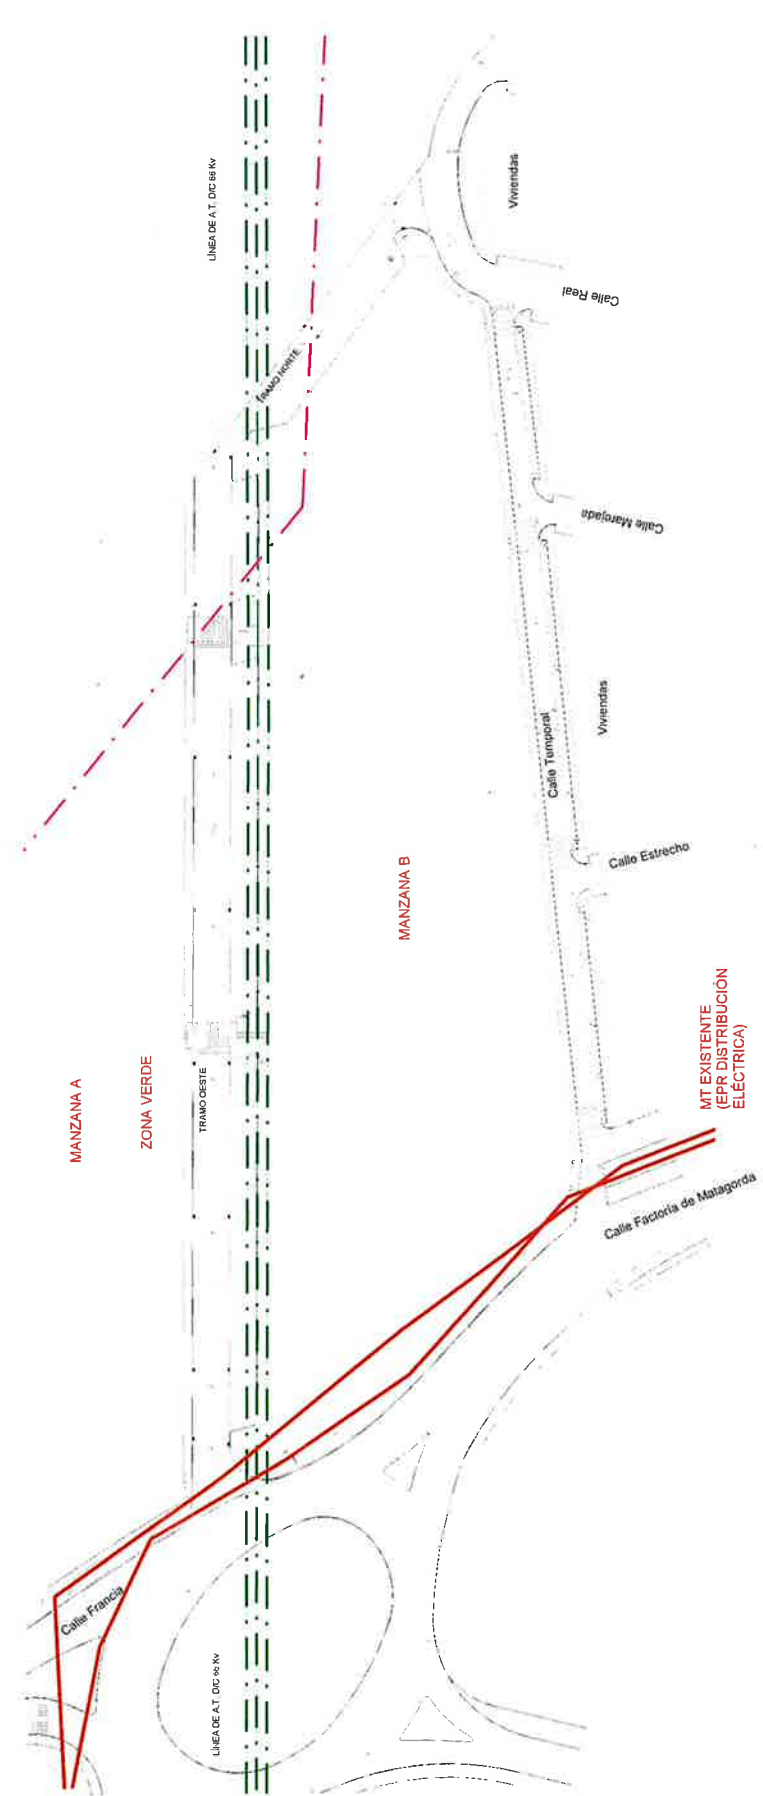 LÍNEA DE A.T. D/C 66 Kv
Viviendas
Calle Real
TRAMO NORTE
Calle Marejada
Viviendas
Calle Temporal
Calle Estrecho
MANZANA B
MT EXISTENTE
(EPR DISTRIBUCIÓN
ELÉCTRICA)
MANZANA A
ZONA VERDE
TRAMO OESTE
Calle Factoría de Matagorda
Calle Francia
LÍNEA DE A.T. D/C 66 Kv